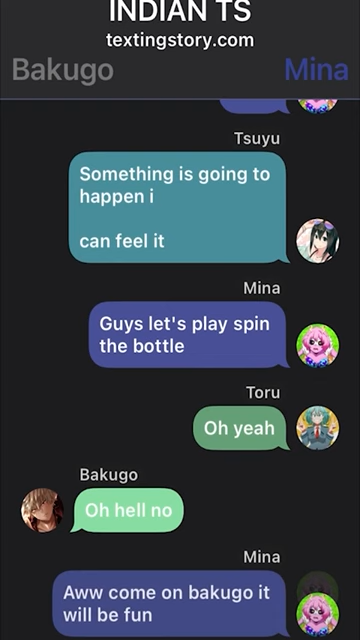 INDIAN TS
textingstory.com
Bakugo
Mina
Tsuyu
Something is going to
happen i
can feel it
Mina
Guys let's play spin
the bottle
Toru
Oh yeah
Bakugo
Oh hell no
Mina
Aww come on bakugo it
will be fun